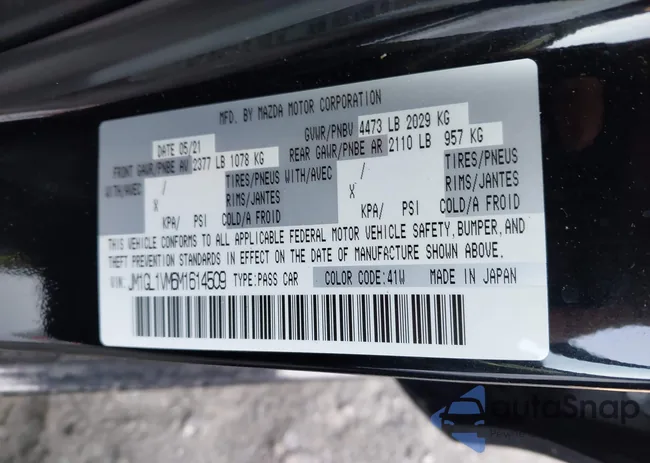 MFD. BY MAZDA MOTOR CORPORATION
DATE 05/21 GVWR/PNBV 4473 LB 2029 KG
FRONT GAWR/PNBE AV 2377 LB 1078 KG REAR GAWR/PNBE AR 2110 LB 957 KG
WITH/AVEC / TIRES/PNEUS WITH/AVEC / TIRES/PNEUS
X RIMS/JANTES X RIMS/JANTES
KPA/ PSI COLD/A FROID KPA/ PSI COLD/A FROID
THIS VEHICLE CONFORMS TO ALL APPLICABLE FEDERAL MOTOR VEHICLE SAFETY, BUMPER, AND
THEFT PREVENTION STANDARDS IN EFFECT ON THE DATE OF MANUFACTURE SHOWN ABOVE.
VIN: JM1GL1VM6M1614509 TYPE: PASS CAR COLOR CODE: 41W MADE IN JAPAN
autaSnap